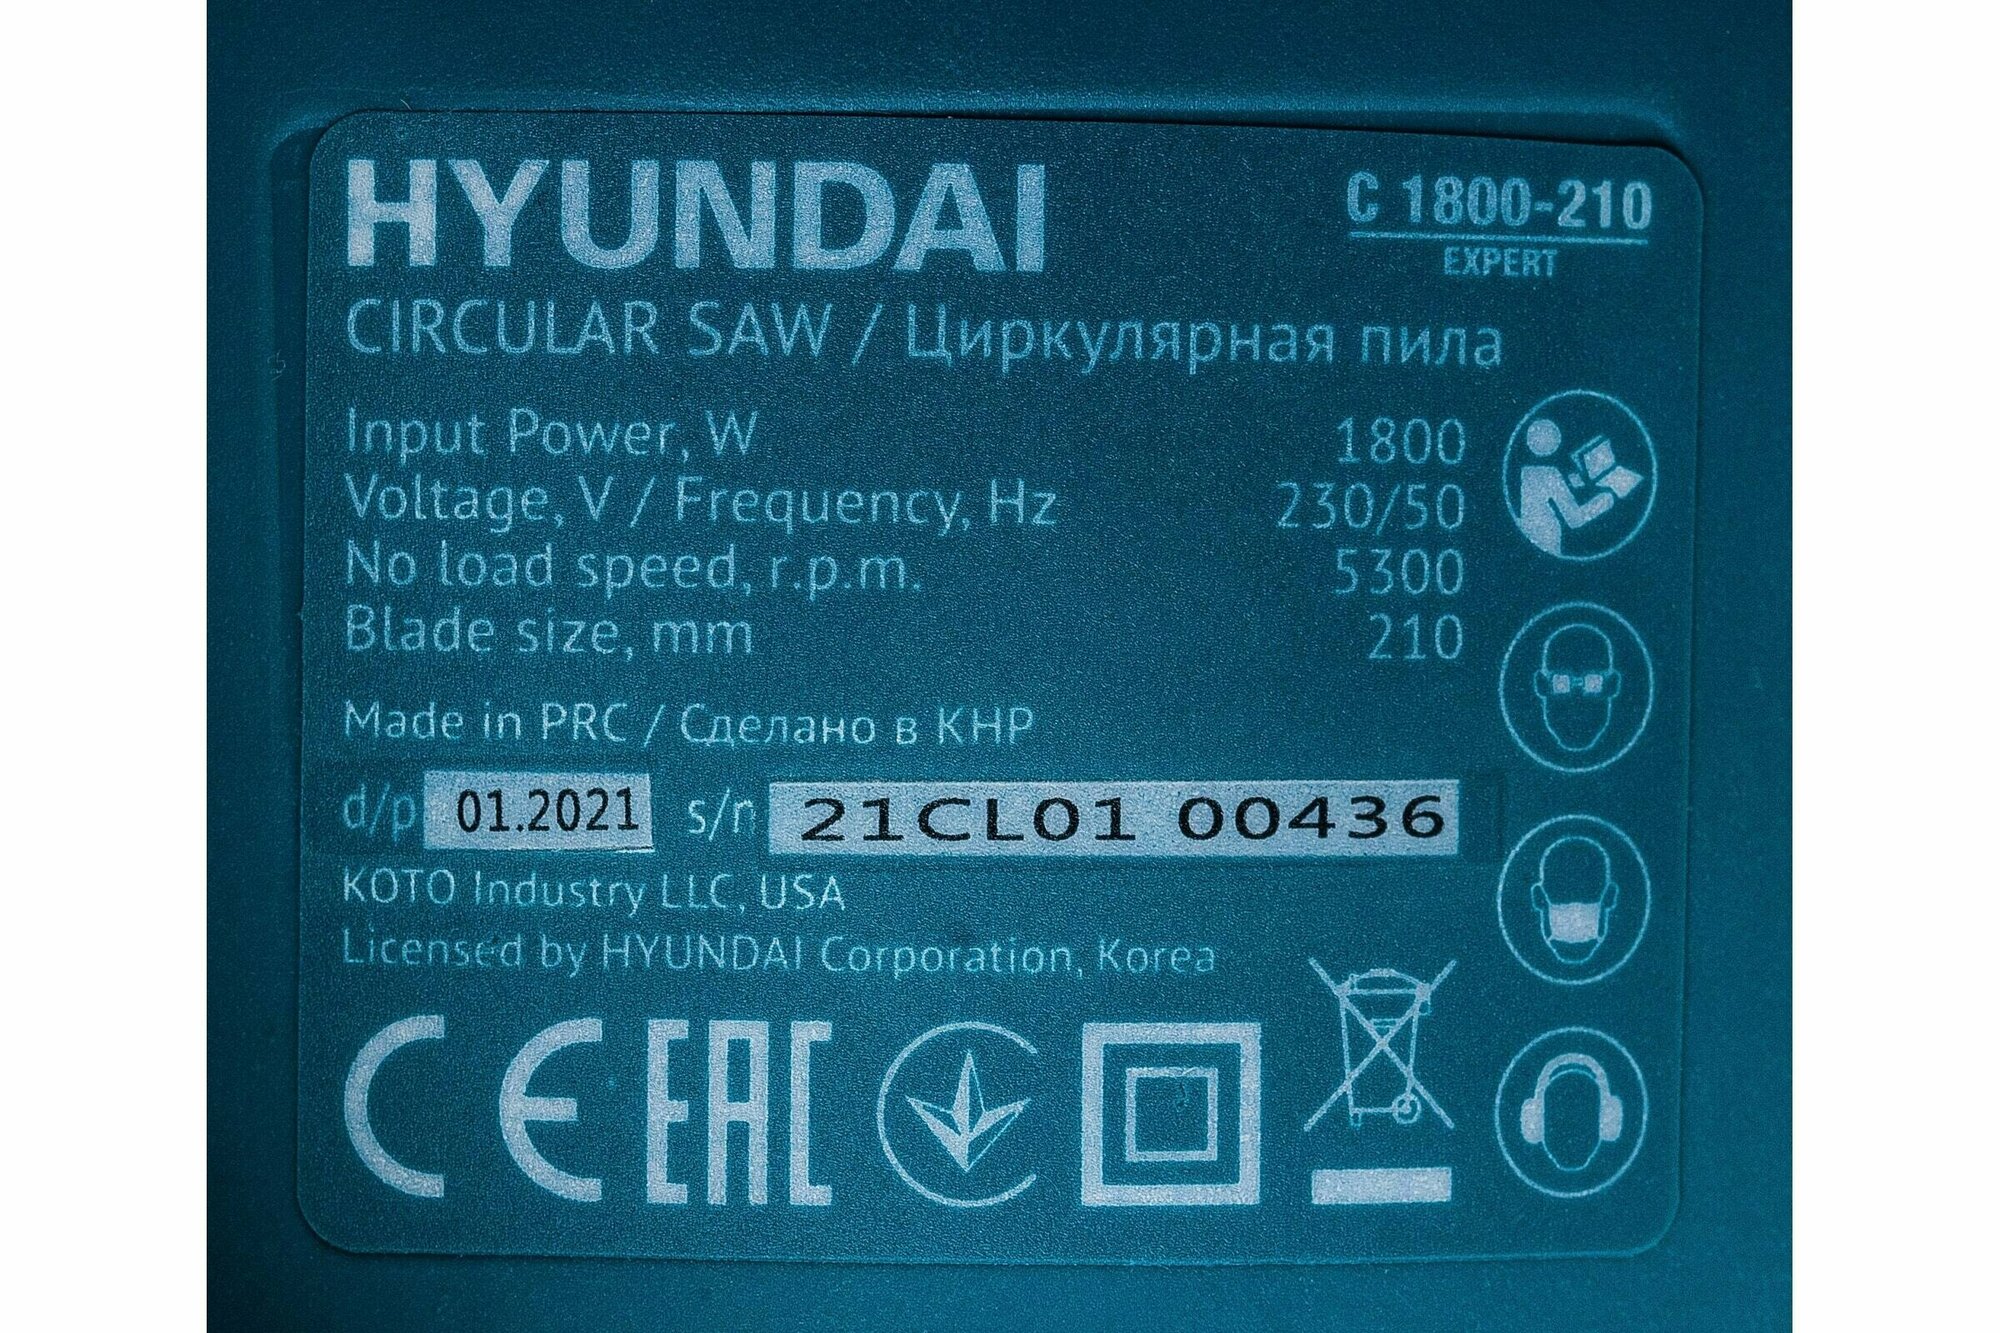 HYUNDAI
C 1800-210
EXPERT
CIRCULAR SAW / Циркулярная пила
Input Power, W 1800
Voltage, V / Frequency, Hz 230/50
No load speed, r.p.m. 5300
Blade size, mm 210
Made in PRC / Сделано в КНР
d/p 01.2021 s/n 21CL01 00436
KOTO Industry LLC, USA
Licensed by HYUNDAI Corporation, Korea
CE EAC